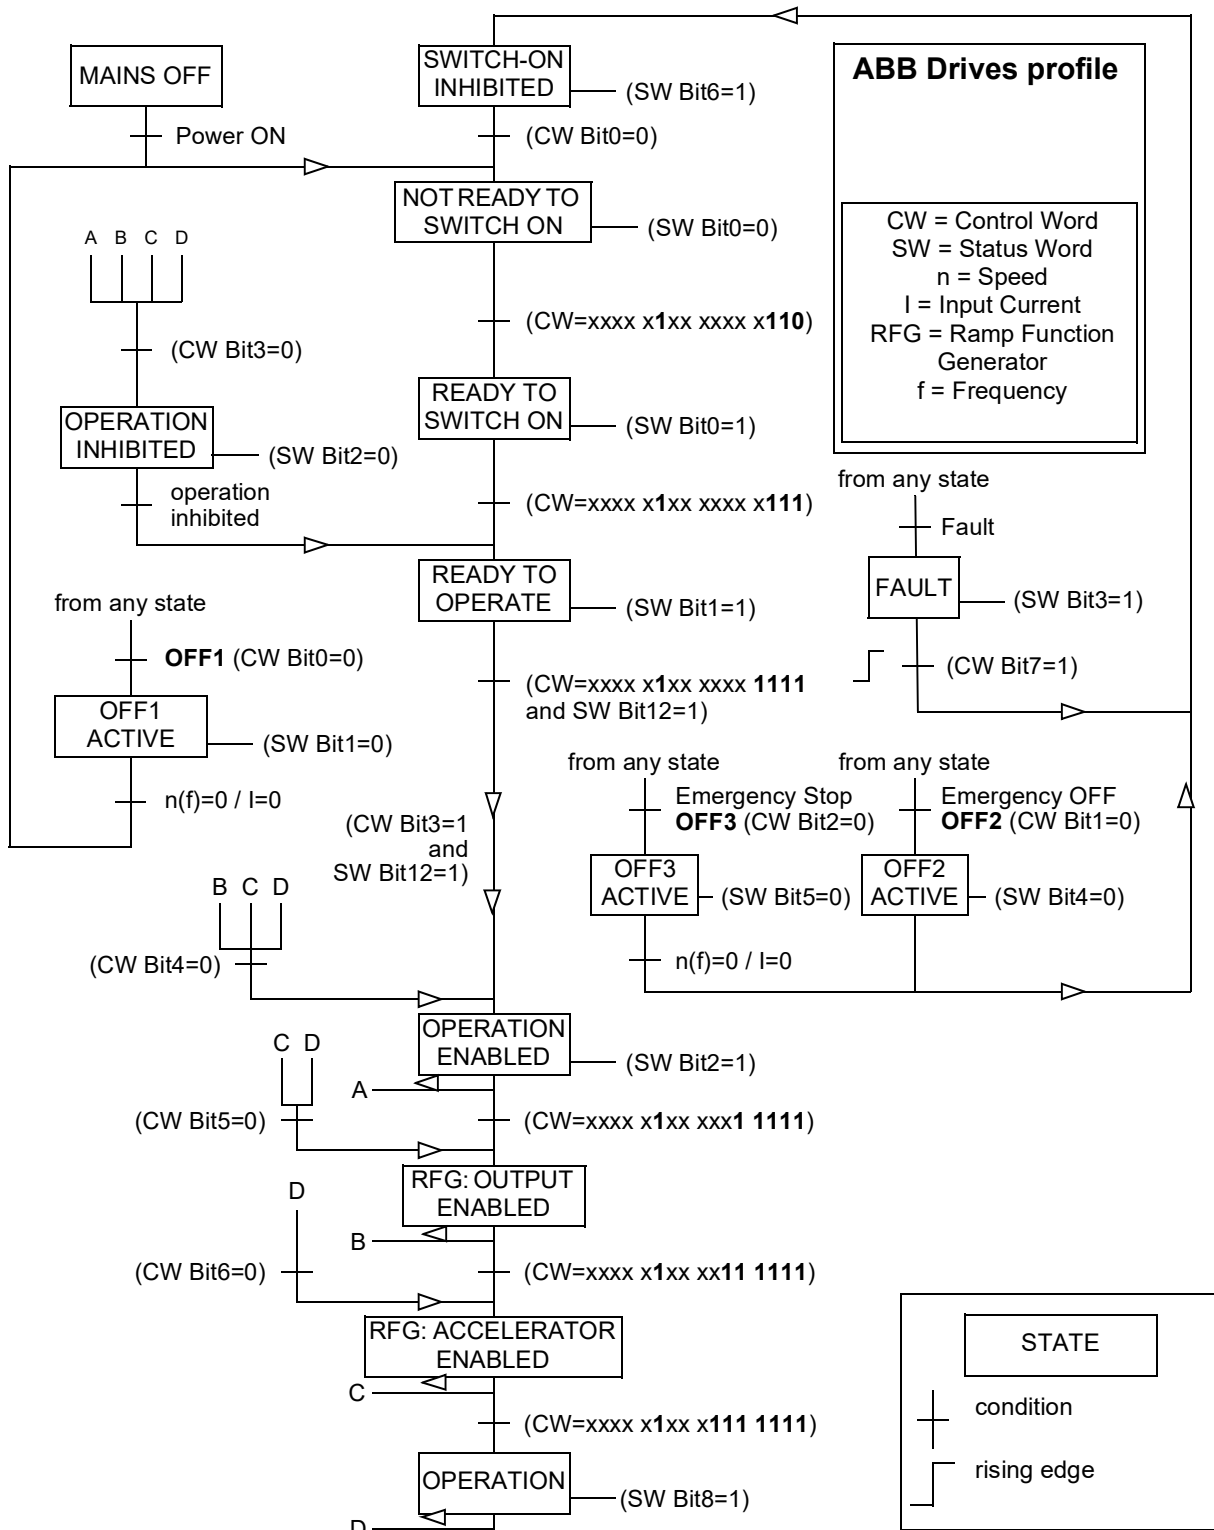 MAINS OFF
Power ON
SWITCH-ON
INHIBITED
(SW Bit6=1)
(CW Bit0=0)
ABB Drives profile
CW = Control Word
SW = Status Word
n = Speed
I = Input Current
RFG = Ramp Function
Generator
f = Frequency
NOT READY TO
SWITCH ON
(SW Bit0=0)
A B C D
(CW Bit3=0)
(CW=xxxx x1xx xxxx x110)
READY TO
SWITCH ON
(SW Bit0=1)
OPERATION
INHIBITED
(SW Bit2=0)
operation
inhibited
(CW=xxxx x1xx xxxx x111)
from any state
Fault
FAULT
(SW Bit3=1)
(CW Bit7=1)
READY TO
OPERATE
(SW Bit1=1)
from any state
OFF1 (CW Bit0=0)
OFF1
ACTIVE
(SW Bit1=0)
n(f)=0 / I=0
(CW=xxxx x1xx xxxx 1111
and SW Bit12=1)
from any state
Emergency Stop
OFF3 (CW Bit2=0)
OFF3
ACTIVE
(SW Bit5=0)
n(f)=0 / I=0
from any state
Emergency OFF
OFF2 (CW Bit1=0)
OFF2
ACTIVE
(SW Bit4=0)
(CW Bit3=1
and
SW Bit12=1)
B C D
(CW Bit4=0)
OPERATION
ENABLED
(SW Bit2=1)
A
C D
(CW Bit5=0)
(CW=xxxx x1xx xxx1 1111)
RFG: OUTPUT
ENABLED
B
D
(CW Bit6=0)
(CW=xxxx x1xx xx11 1111)
RFG: ACCELERATOR
ENABLED
C
(CW=xxxx x1xx x111 1111)
OPERATION
(SW Bit8=1)
D
STATE
condition
rising edge